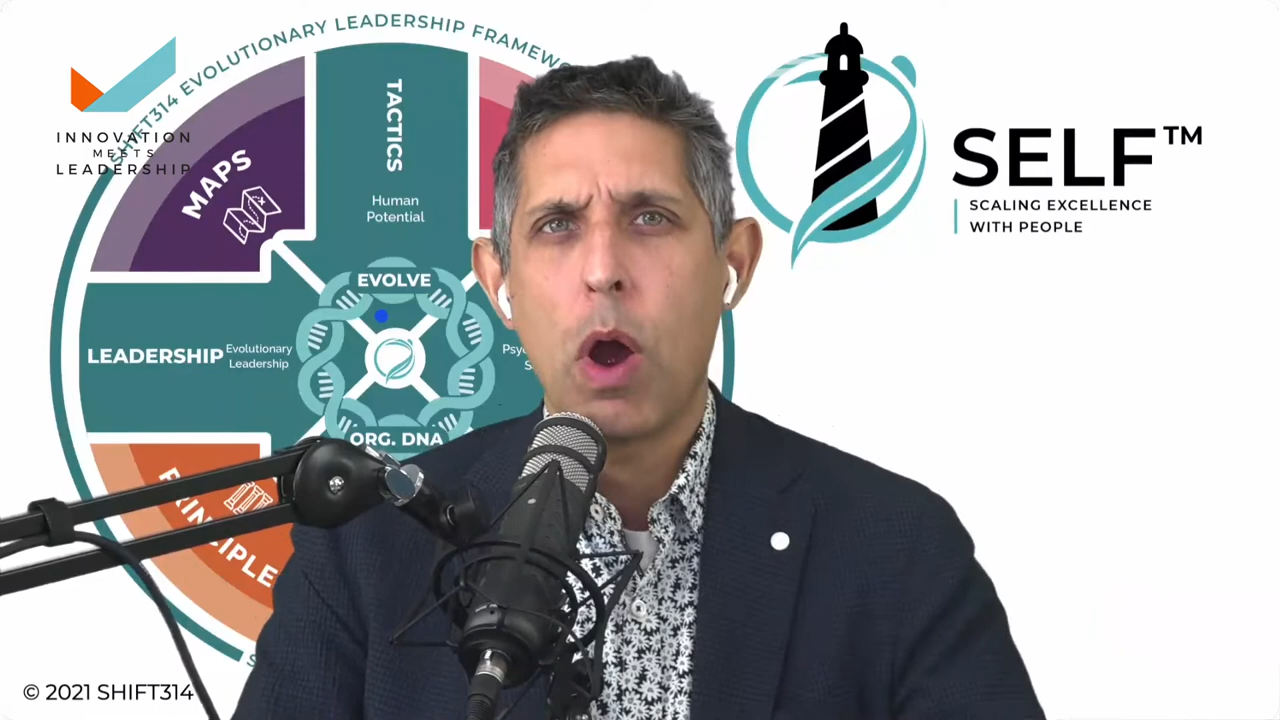 SHIFT314 EVOLUTIONARY LEADERSHIP
INNOVATION
MEETS
LEADERSHIP
MAPS
TACTICS
Human
Potential
EVOLVE
LEADERSHIP
Evolutionary
Leadership
ORG. DNA
SELF™
SCALING EXCELLENCE
WITH PEOPLE
© 2021 SHIFT314